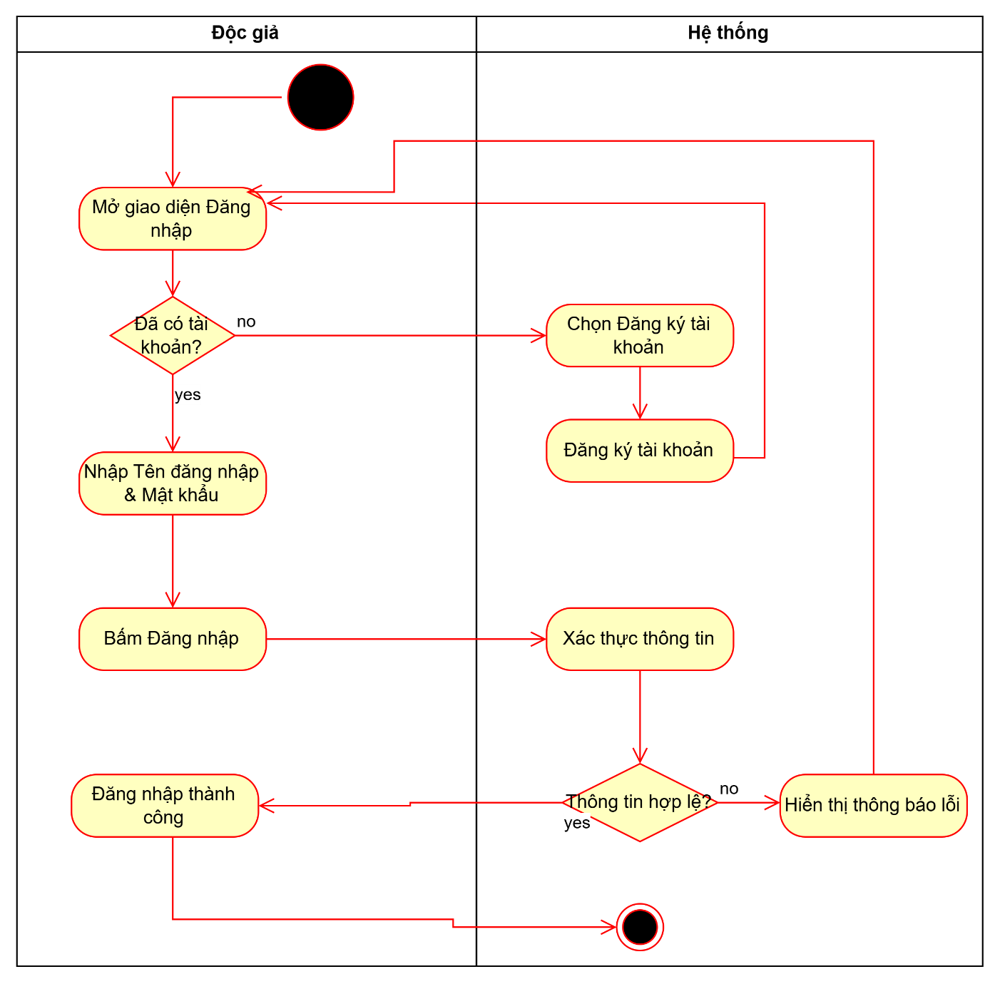 Độc giả
Hệ thống
Mở giao diện Đăng
nhập
Đã có tài
khoản?
no
Chọn Đăng ký tài
khoản
yes
Đăng ký tài khoản
Nhập Tên đăng nhập
& Mật khẩu
Bấm Đăng nhập
Xác thực thông tin
Đăng nhập thành
công
Thông tin hợp lệ?
no
yes
Hiển thị thông báo lỗi